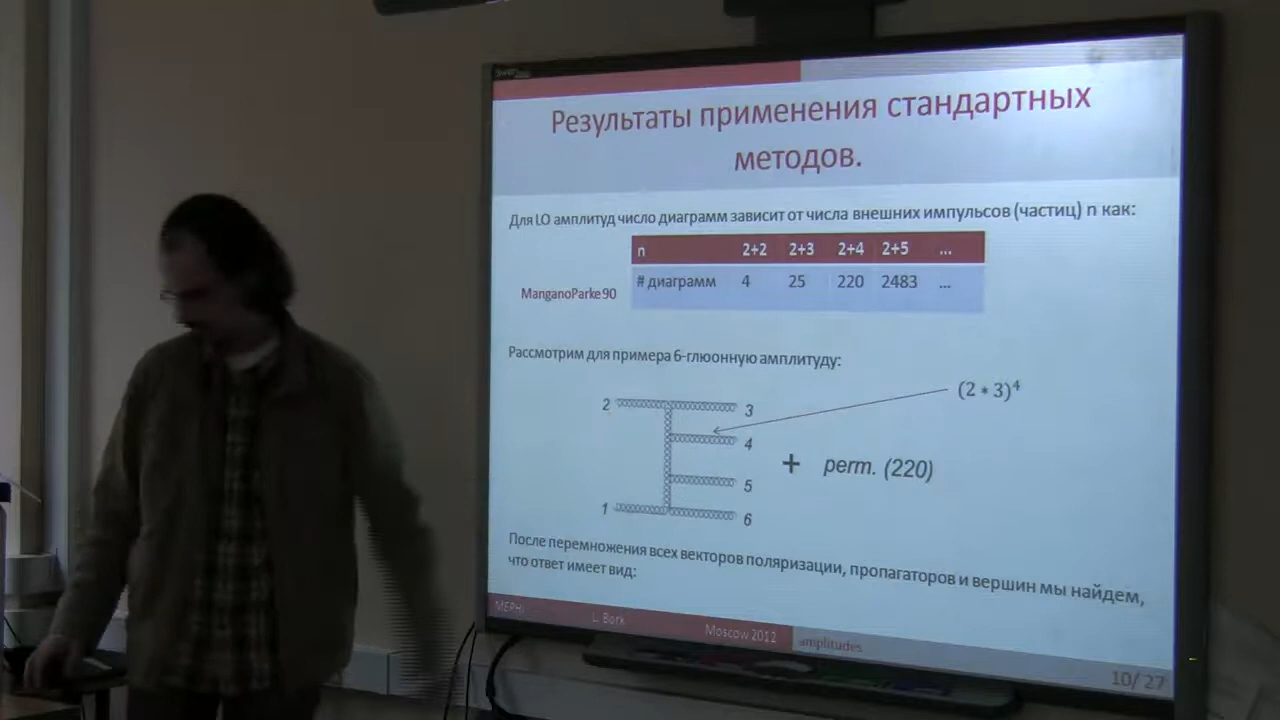 Результаты применения стандартных
методов.
Для LO амплитуд число диаграмм зависит от числа внешних импульсов (частиц) n как:
n 2+2 2+3 2+4 2+5 ...
# диаграмм 4 25 220 2483 ...
ManganoParke90
Рассмотрим для примера 6-глюонную амплитуду:
(2 * 3)⁴
2 3
4
+ perm. (220)
5
1 6
После перемножения всех векторов поляризации, пропагаторов и вершин мы найдем,
что ответ имеет вид:
MEPHI L. Bork Moscow 2012 amplitudes
10/ 27